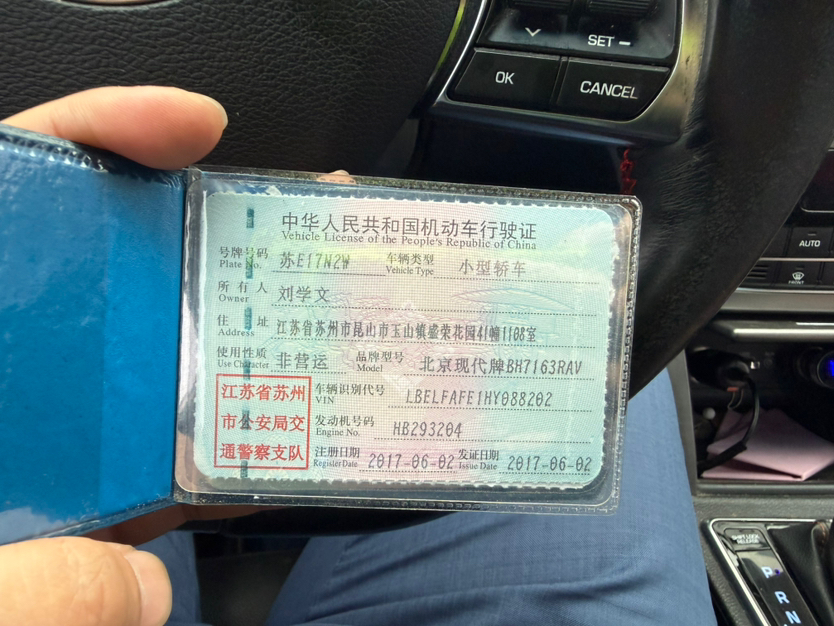 SET −
OK
CANCEL
AUTO
FRONT
中华人民共和国机动车行驶证
Vehicle License of the People's Republic of China
号牌号码 苏E17N2W 车辆类型 小型轿车
Plate No. Vehicle Type
所有人 刘学文
Owner
住址 江苏省苏州市昆山市玉山镇盛荣花园41幢1108室
Address
使用性质 非营运 品牌型号 北京现代牌BH7163RAV
Use Character Model
江苏省苏州
市公安局交
通警察支队
车辆识别代号 LBELFAFE1HY088202
VIN
发动机号码 HB293204
Engine No.
注册日期 2017-06-02 发证日期 2017-06-02
Register Date Issue Date
SHIFT LOCK
RELEASE
P
R
N